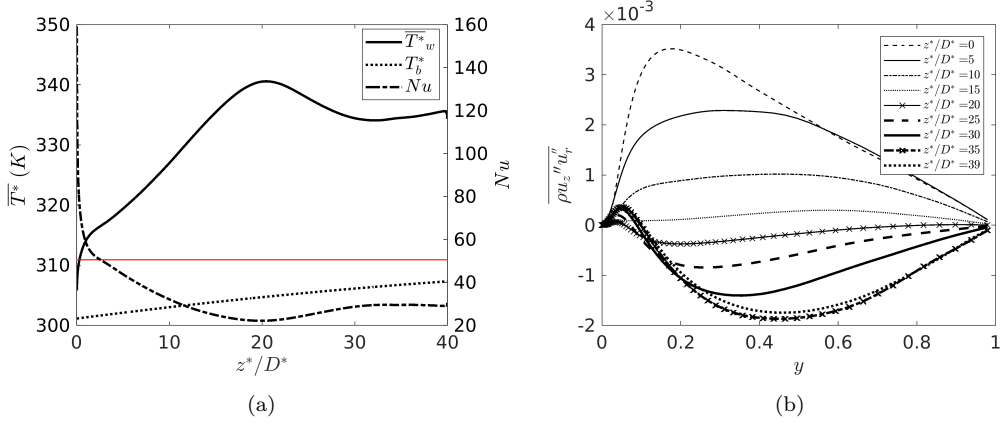 350
340
330
320
310
300
160
140
120
100
80
60
40
20
0
10
20
30
40
T̅*̅ (K)
Nu
z*/D*
T̅*̅_w
T*_b
Nu
(a)
×10⁻³
4
3
2
1
0
-1
-2
0
0.2
0.4
0.6
0.8
1
ρu_z''u_r''
y
z*/D* =0
z*/D* =5
z*/D* =10
z*/D* =15
z*/D* =20
z*/D* =25
z*/D* =30
z*/D* =35
z*/D* =39
(b)